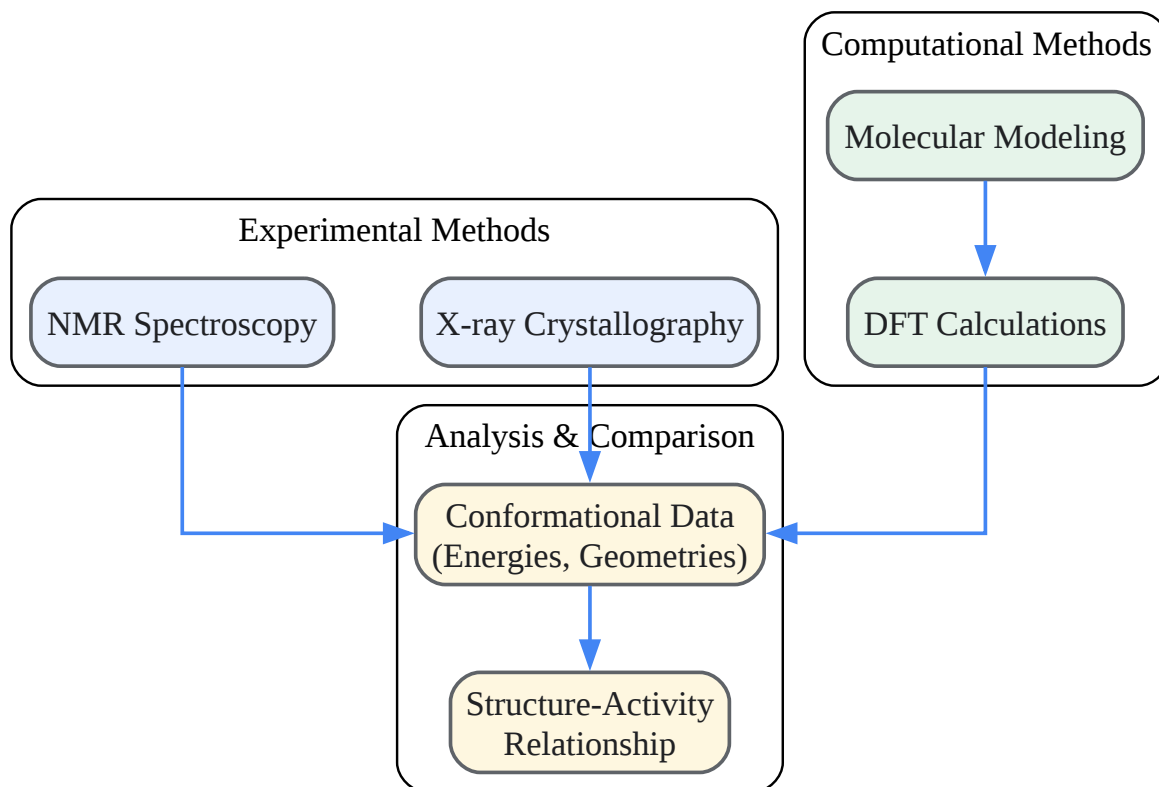 Computational Methods
Molecular Modeling
Experimental Methods
NMR Spectroscopy
X-ray Crystallography
DFT Calculations
Analysis & Comparison
Conformational Data
(Energies, Geometries)
Structure-Activity
Relationship